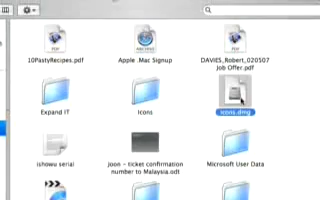 10PastyRecipes.pdf
Apple .Mac Signup
DAVIES_Robert_020507
Job Offer.pdf
Expand IT
Icons
icons.dmg
ishowu serial
Joon - ticket confirmation
number to Malaysia.odt
Microsoft User Data